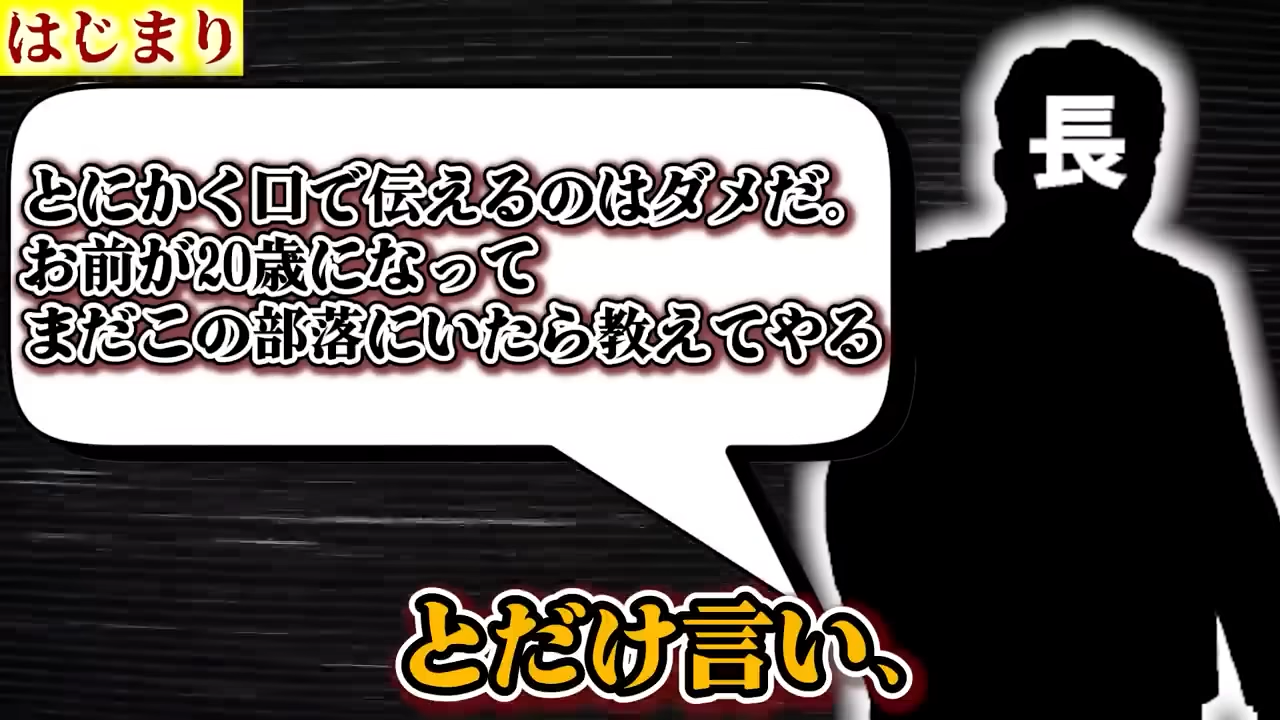 はじまり
長
とにかく口で伝えるのはダメだ。
お前が20歳になって
まだこの部落にいたら教えてやる
とだけ言い、